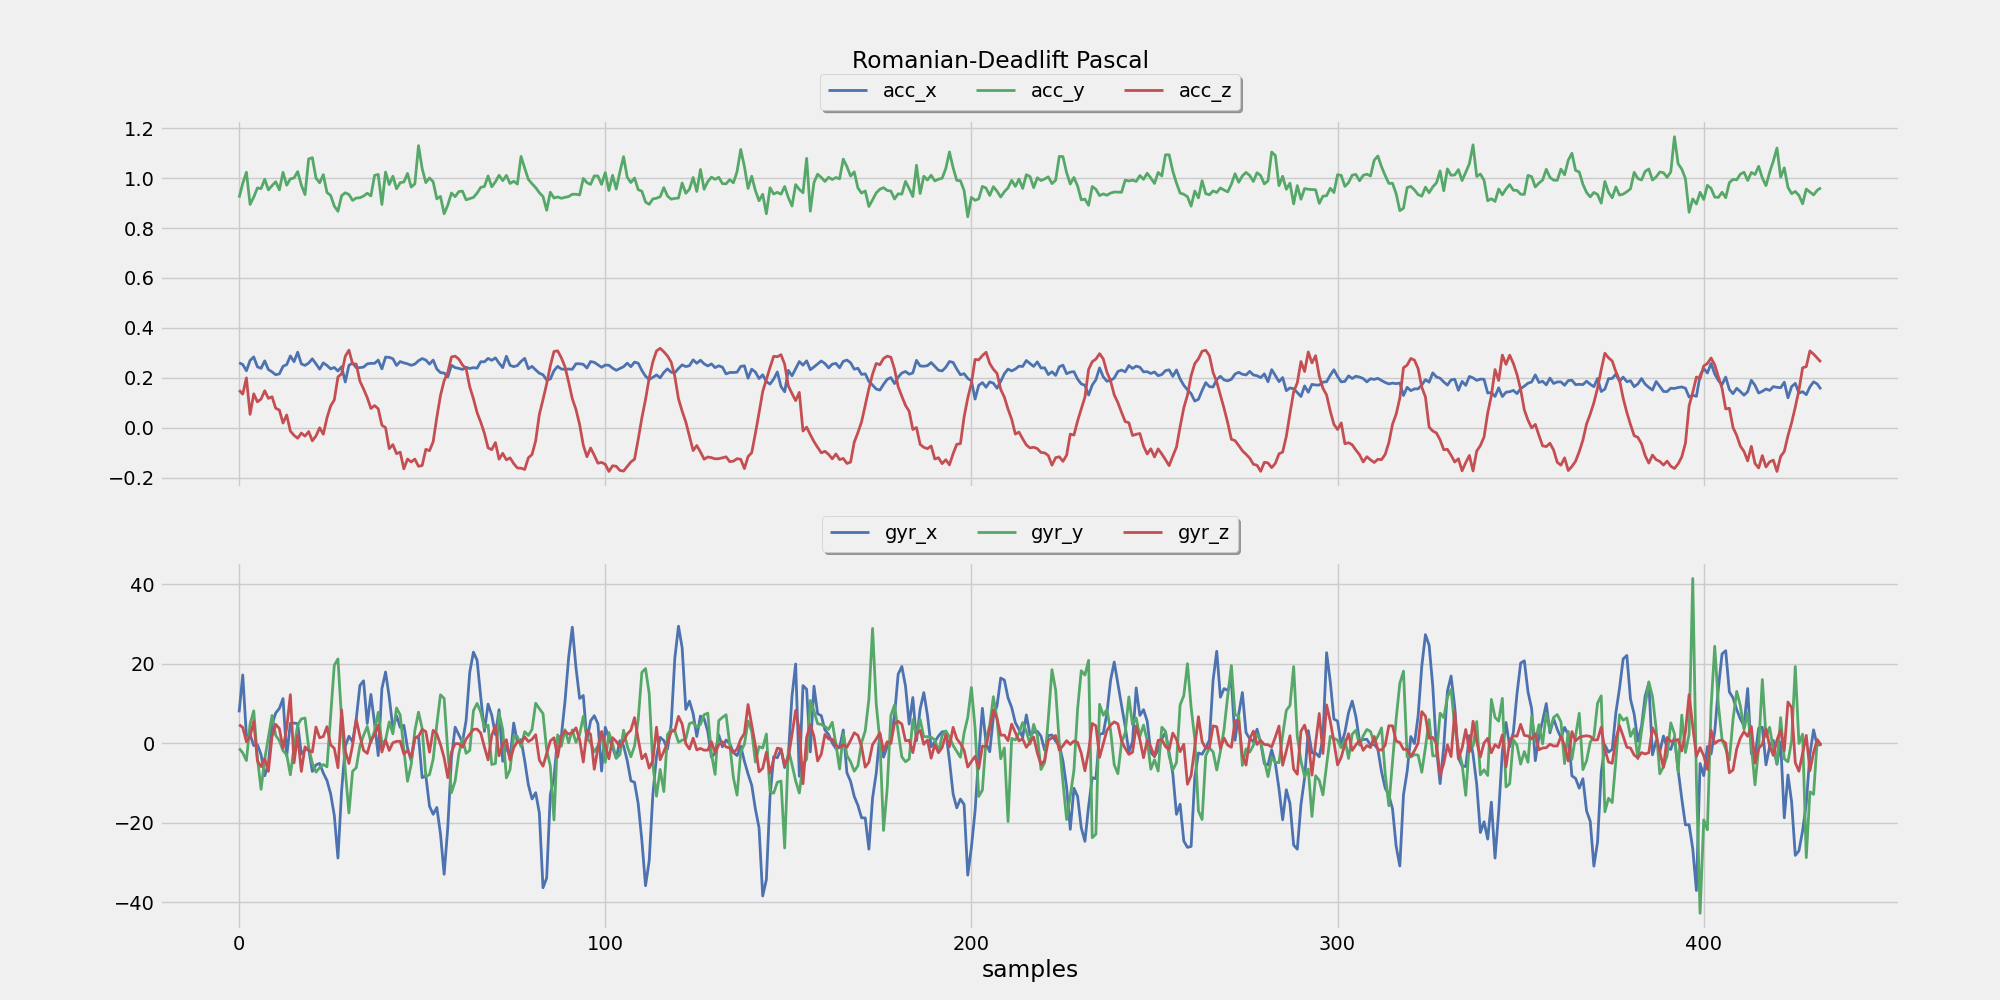 Romanian-Deadlift Pascal
acc_x acc_y acc_z
1.2
1.0
0.8
0.6
0.4
0.2
0.0
−0.2
gyr_x gyr_y gyr_z
40
20
0
−20
−40
0 100 200 300 400
samples